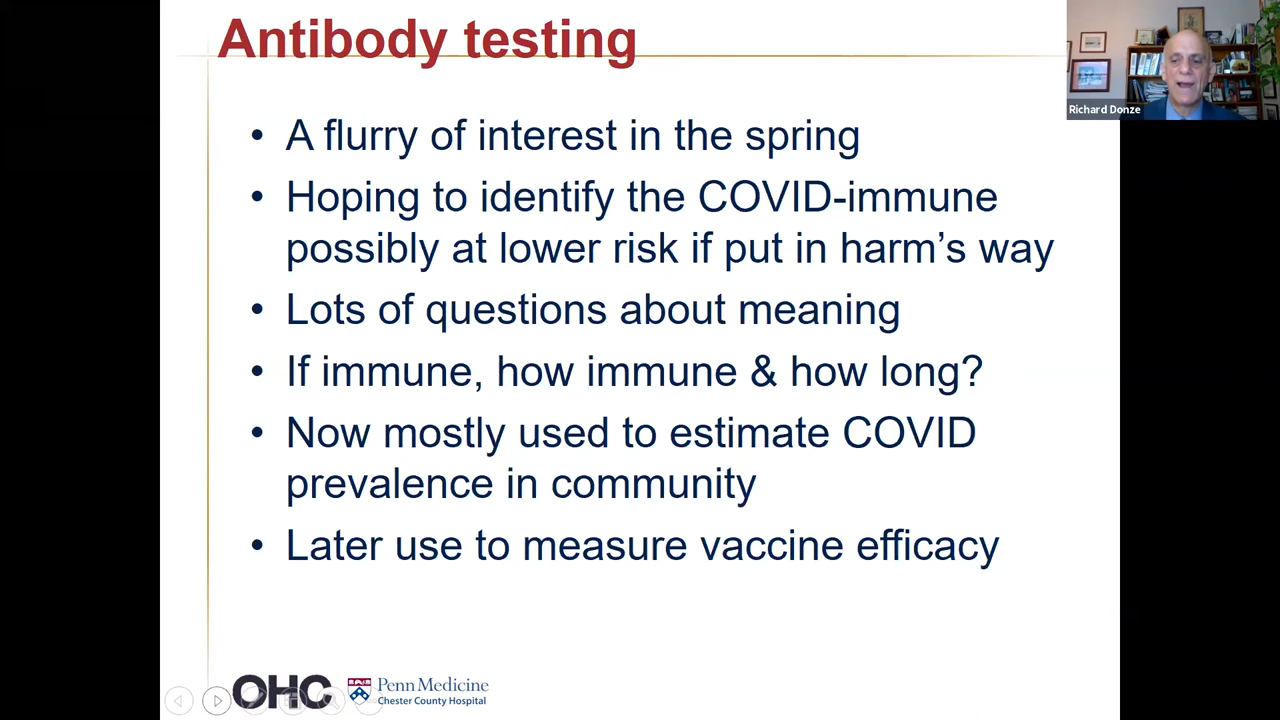 Antibody testing
Richard Donze
• A flurry of interest in the spring
• Hoping to identify the COVID-immune
possibly at lower risk if put in harm’s way
• Lots of questions about meaning
• If immune, how immune & how long?
• Now mostly used to estimate COVID
prevalence in community
• Later use to measure vaccine efficacy
OHC
Penn Medicine
Chester County Hospital